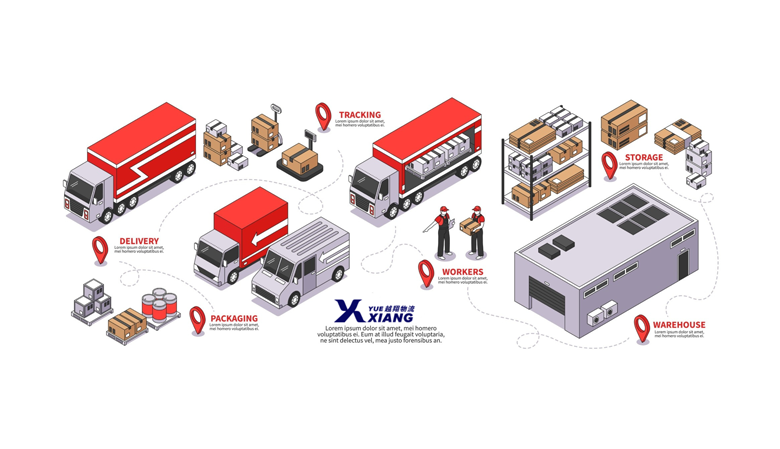 TRACKING
Lorem ipsum dolor sit amet,
mei homero voluptatibus ei.
STORAGE
Lorem ipsum dolor sit amet,
mei homero voluptatibus ei.
DELIVERY
Lorem ipsum dolor sit amet,
mei homero voluptatibus ei.
WORKERS
Lorem ipsum dolor sit amet,
mei homero voluptatibus ei.
PACKAGING
Lorem ipsum dolor sit amet,
mei homero voluptatibus ei.
WAREHOUSE
Lorem ipsum dolor sit amet,
mei homero voluptatibus ei.
YUE 越翔物流
XIANG
Lorem ipsum dolor sit amet, mei homero
voluptatibus ei. Eum at illud feugait voluptaria,
ne sint delectus vel, mea justo forensibus an.